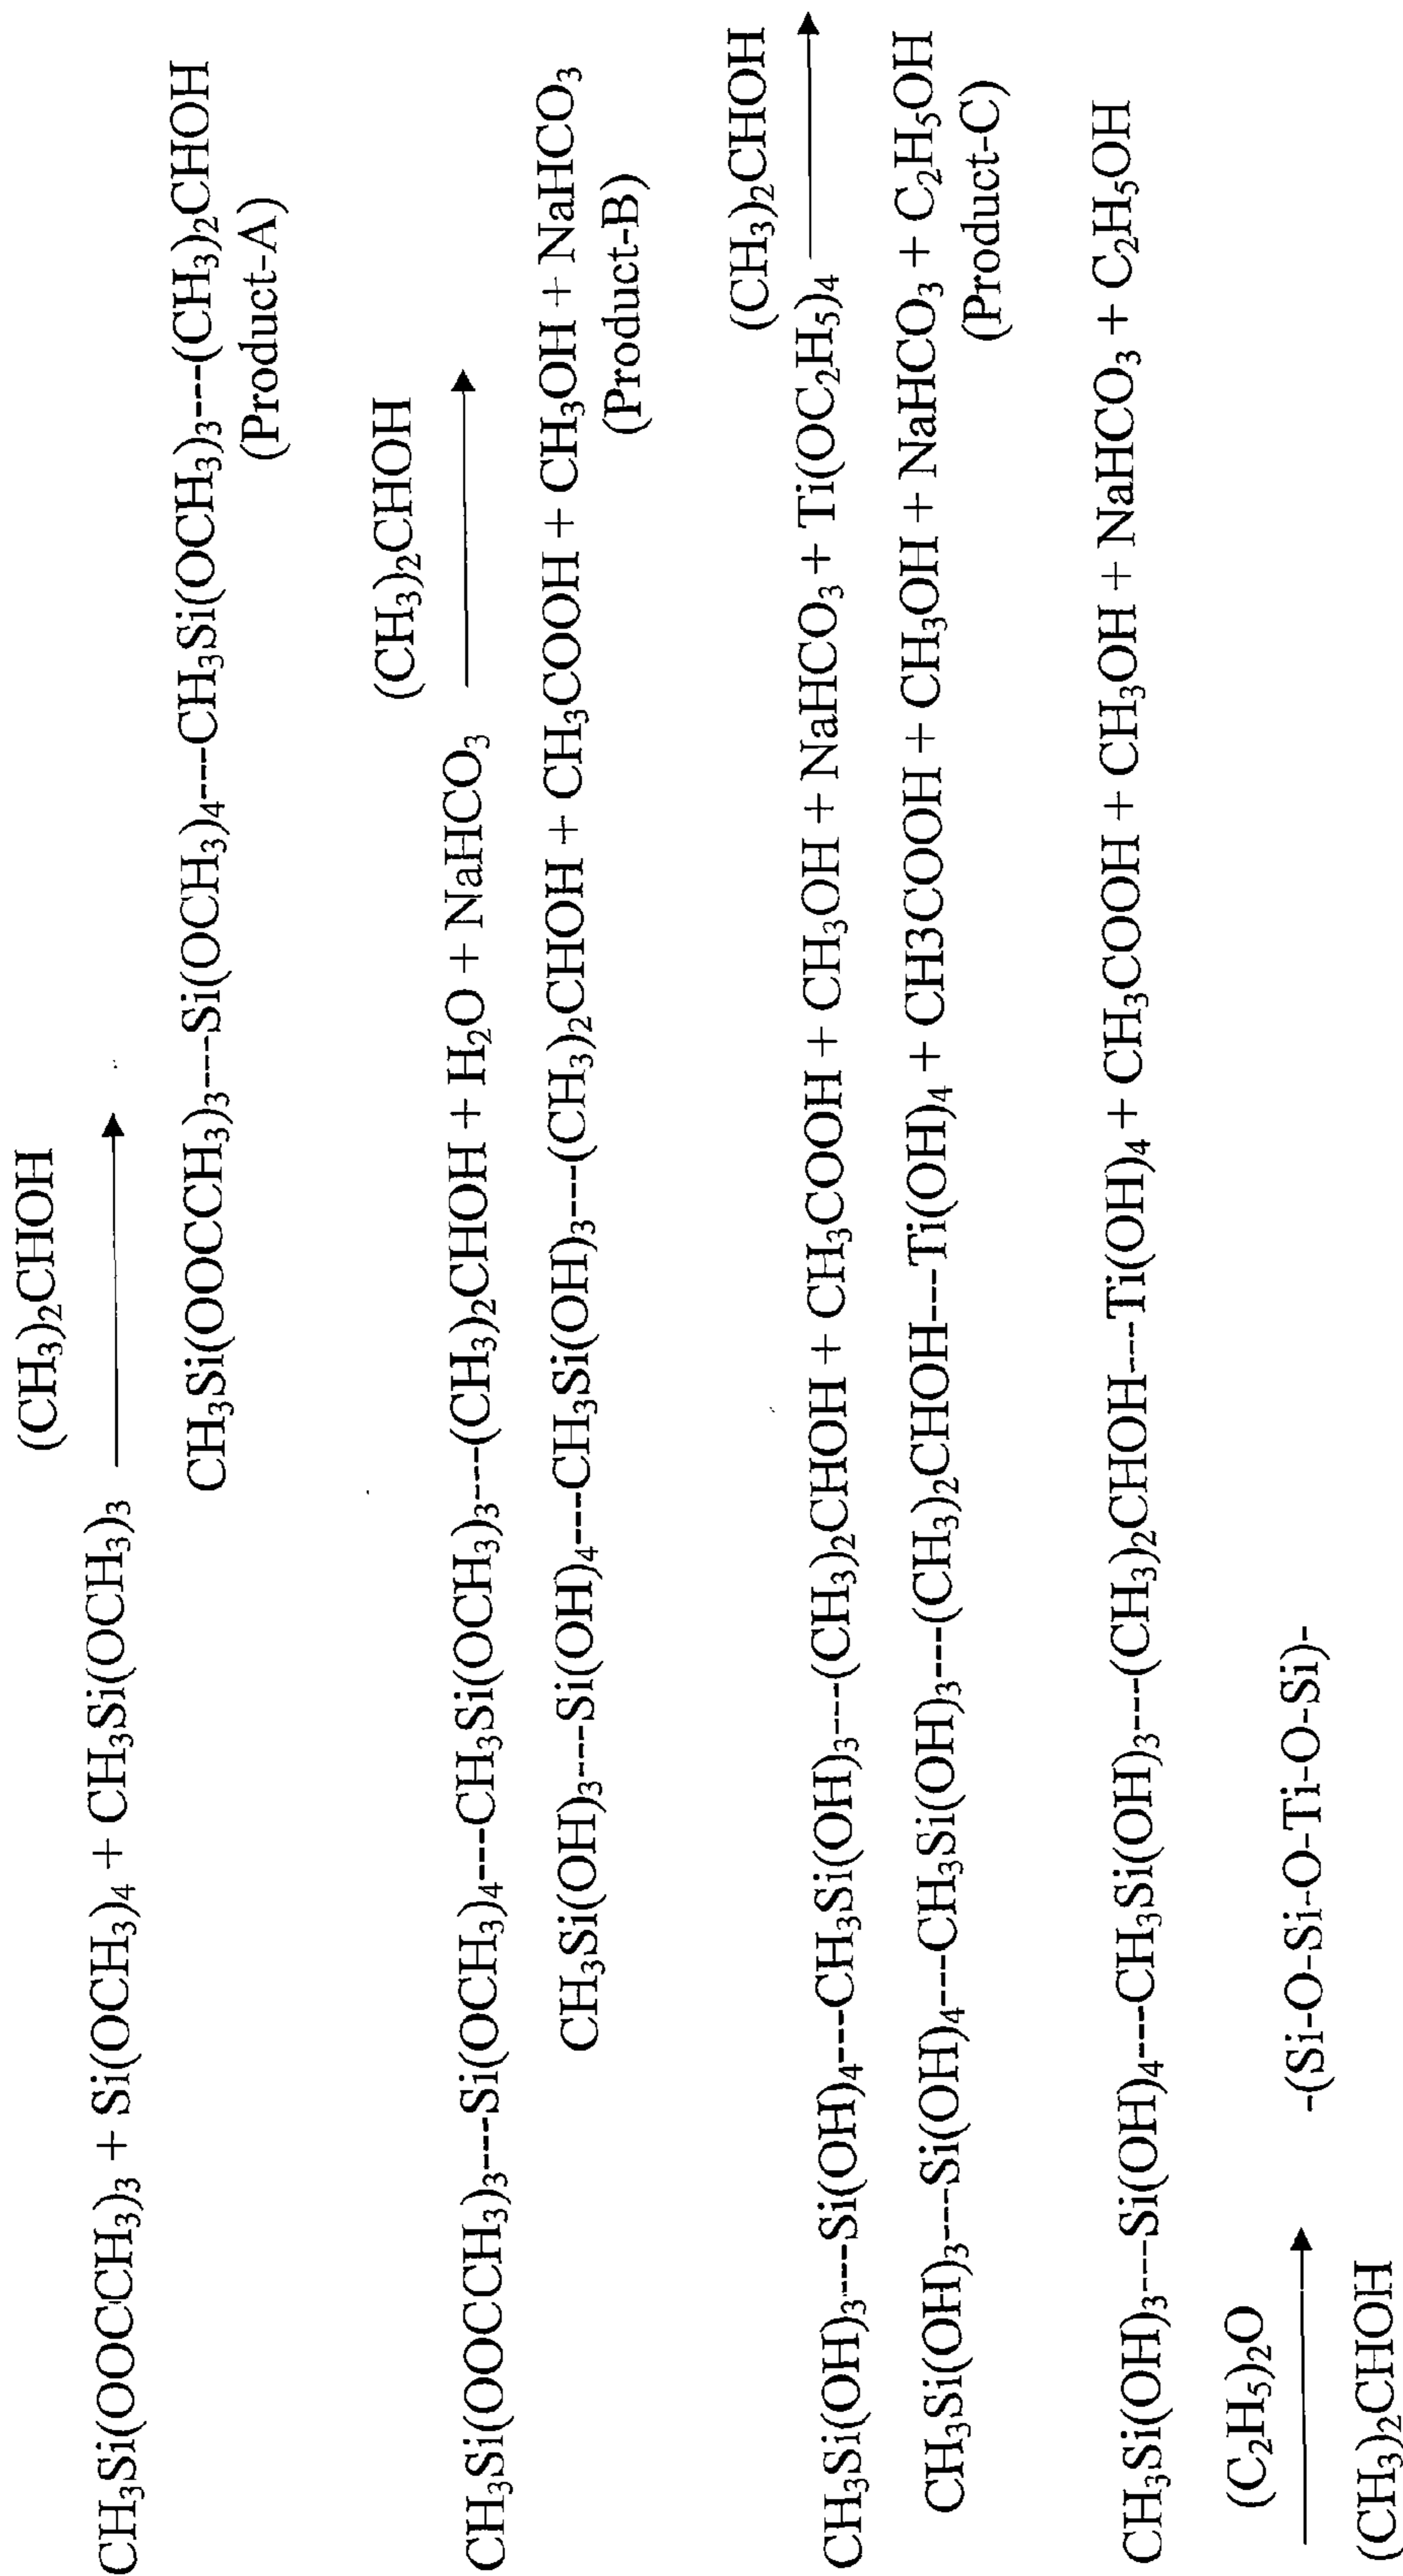 (CH₃)₂CHOH
CH₃Si(OOCCH₃)₃ + Si(OCH₃)₄ + CH₃Si(OCH₃)₃
CH₃Si(OOCCH₃)₃---Si(OCH₃)₄---CH₃Si(OCH₃)₃---(CH₃)₂CHOH
(Product-A)
(CH₃)₂CHOH
CH₃Si(OOCCH₃)₃----Si(OCH₃)₄----CH₃Si(OCH₃)₃----(CH₃)₂CHOH + H₂O + NaHCO₃
CH₃Si(OH)₃----Si(OH)₄----CH₃Si(OH)₃----(CH₃)₂CHOH + CH₃COOH + CH₃OH + NaHCO₃
(Product-B)
(CH₃)₂CHOH
CH₃Si(OH)₃----Si(OH)₄----CH₃Si(OH)₃----(CH₃)₂CHOH + CH₃COOH + CH₃OH + NaHCO₃ + Ti(OC₂H₅)₄
CH₃Si(OH)₃----Si(OH)₄----CH₃Si(OH)₃----(CH₃)₂CHOH---Ti(OH)₄ + CH3COOH + CH₃OH + NaHCO₃ + C₂H₅OH
(Product-C)
CH₃Si(OH)₃----Si(OH)₄----CH₃Si(OH)₃----(CH₃)₂CHOH----Ti(OH)₄ + CH₃COOH + CH₃OH + NaHCO₃ + C₂H₅OH
(C₂H₅)₂O
-(Si-O-Si-O-Ti-O-Si)-
(CH₃)₂CHOH